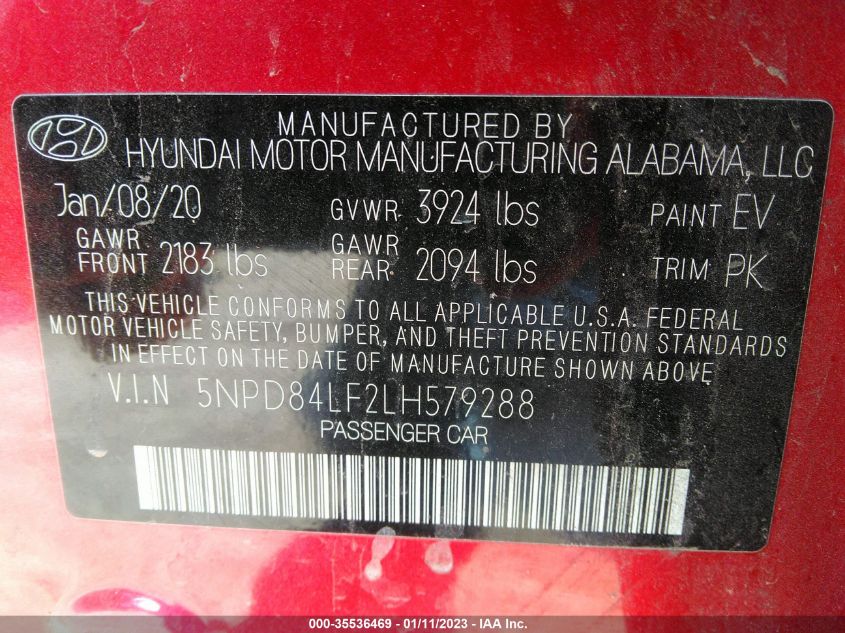 MANUFACTURED BY
HYUNDAI MOTOR MANUFACTURING ALABAMA, LLC
Jan/08/20 GVWR 3924 lbs PAINT EV
GAWR FRONT 2183 lbs GAWR REAR 2094 lbs TRIM PK
THIS VEHICLE CONFORMS TO ALL APPLICABLE U.S.A. FEDERAL
MOTOR VEHICLE SAFETY, BUMPER, AND THEFT PREVENTION STANDARDS
IN EFFECT ON THE DATE OF MANUFACTURE SHOWN ABOVE
V.I.N 5NPD84LF2LH579288
PASSENGER CAR
000-35536469 - 01/11/2023 - IAA Inc.